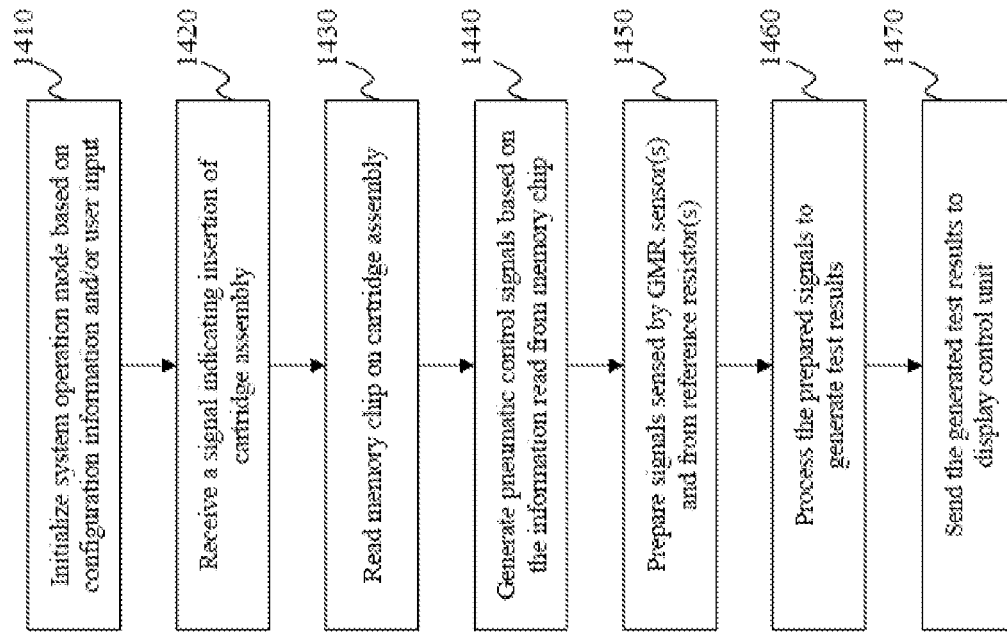 1410
Initialize system operation mode based on
configuration information and/or user input
1420
Receive a signal indicating insertion of
cartridge assembly
1430
Read memory chip on cartridge assembly
1440
Generate pneumatic control signals based on
the information read from memory chip
1450
Prepare signals sensed by GMR sensor(s)
and from reference resistor(s)
1460
Process the prepared signals to
generate test results
1470
Send the generated test results to
display control unit